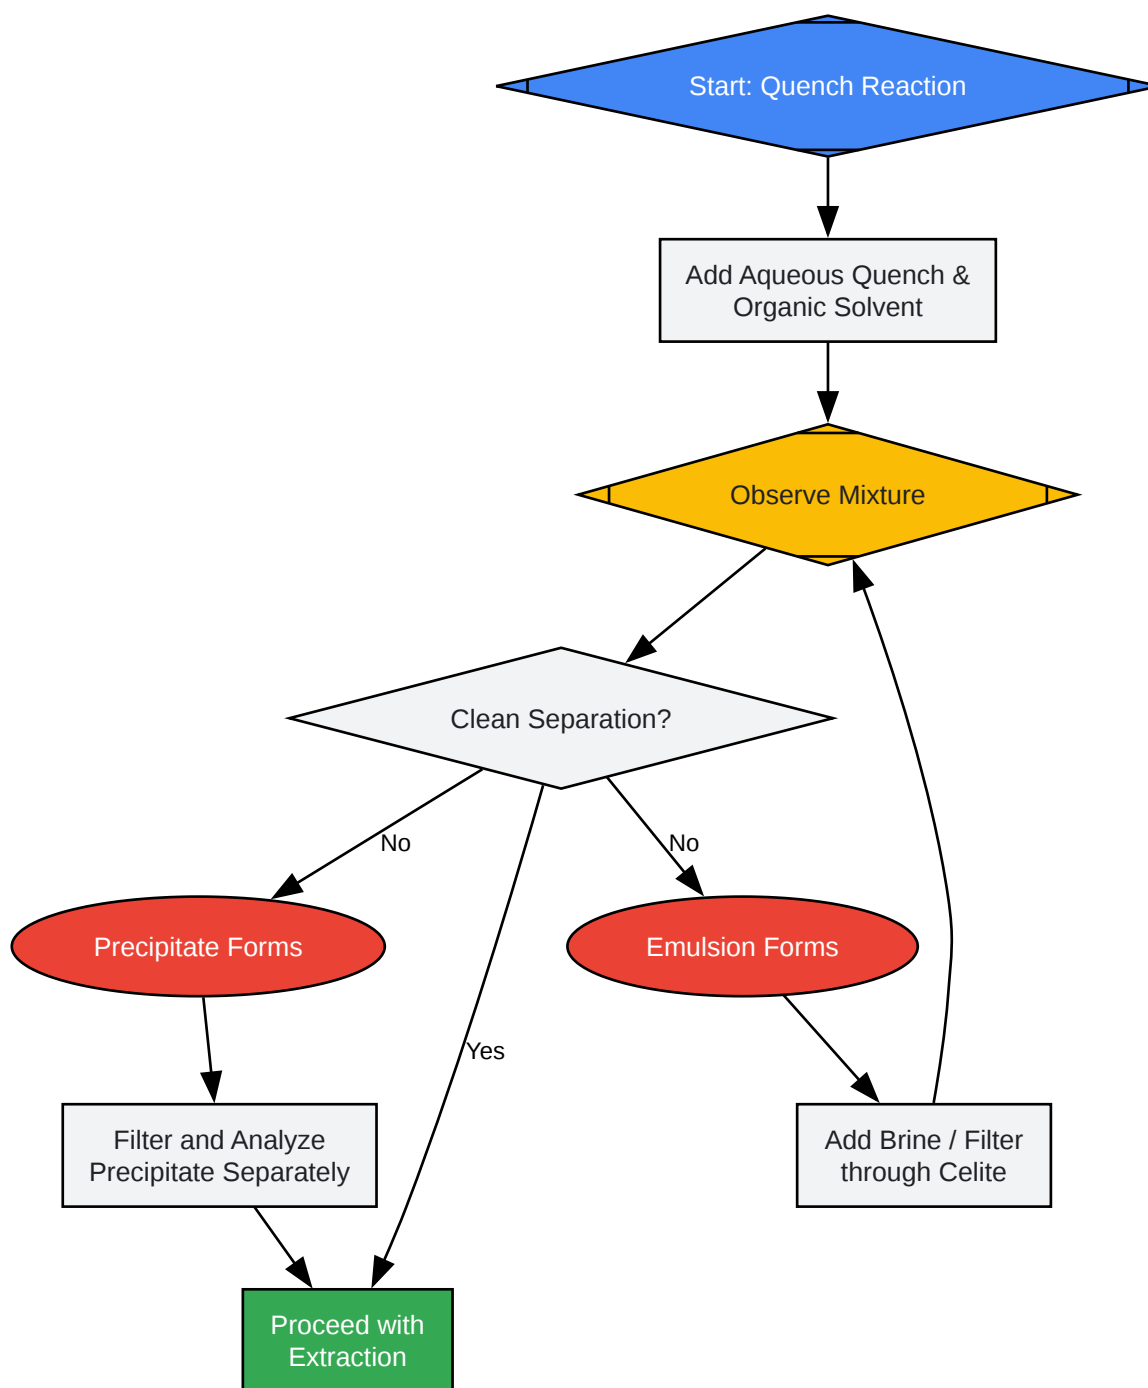 Start: Quench Reaction
Add Aqueous Quench &
Organic Solvent
Observe Mixture
Clean Separation?
No
No
Precipitate Forms
Emulsion Forms
Yes
Filter and Analyze
Precipitate Separately
Add Brine / Filter
through Celite
Proceed with
Extraction